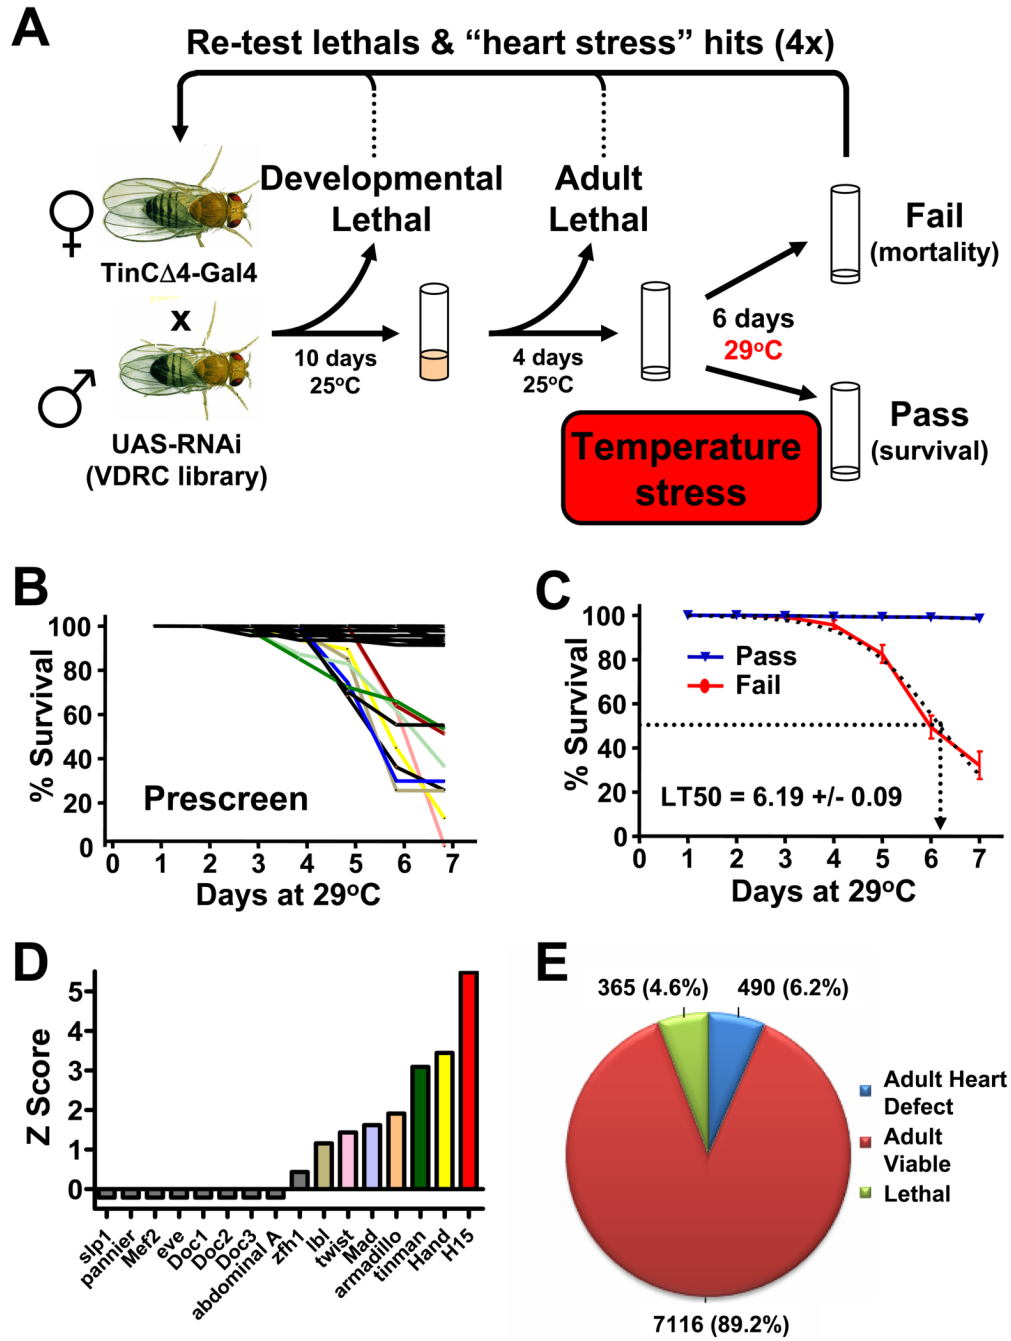 A
Re-test lethals & “heart stress” hits (4x)
Developmental
Lethal
Adult
Lethal
Fail
(mortality)
♀
TinCΔ4-Gal4
x
♂
UAS-RNAi
(VDRC library)
10 days
25°C
4 days
25°C
6 days
29°C
Pass
(survival)
Temperature
stress
B
% Survival
100
80
60
40
20
0
Prescreen
0 1 2 3 4 5 6 7
Days at 29°C
C
% Survival
100
80
60
40
20
0
Pass
Fail
LT50 = 6.19 +/- 0.09
0 1 2 3 4 5 6 7
Days at 29°C
D
Z Score
5
4
3
2
1
0
slp1
pannier
Mef2
eve
Doc1
Doc2
Doc3
abdominal A
zfh1
lbl
twist
Mad
armadillo
tinman
Hand
H15
E
365 (4.6%)
490 (6.2%)
7116 (89.2%)
Adult Heart
Defect
Adult
Viable
Lethal